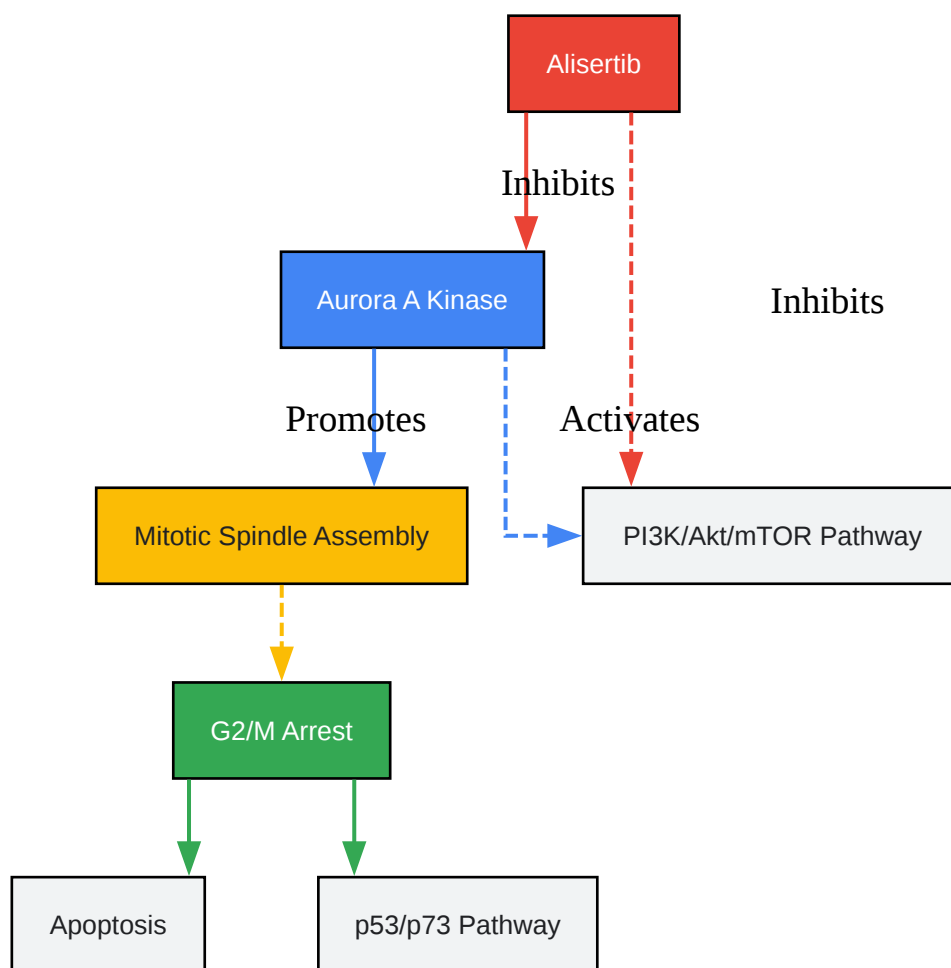 Alisertib
Inhibits
Aurora A Kinase
Inhibits
Promotes
Activates
Mitotic Spindle Assembly
PI3K/Akt/mTOR Pathway
G2/M Arrest
Apoptosis
p53/p73 Pathway